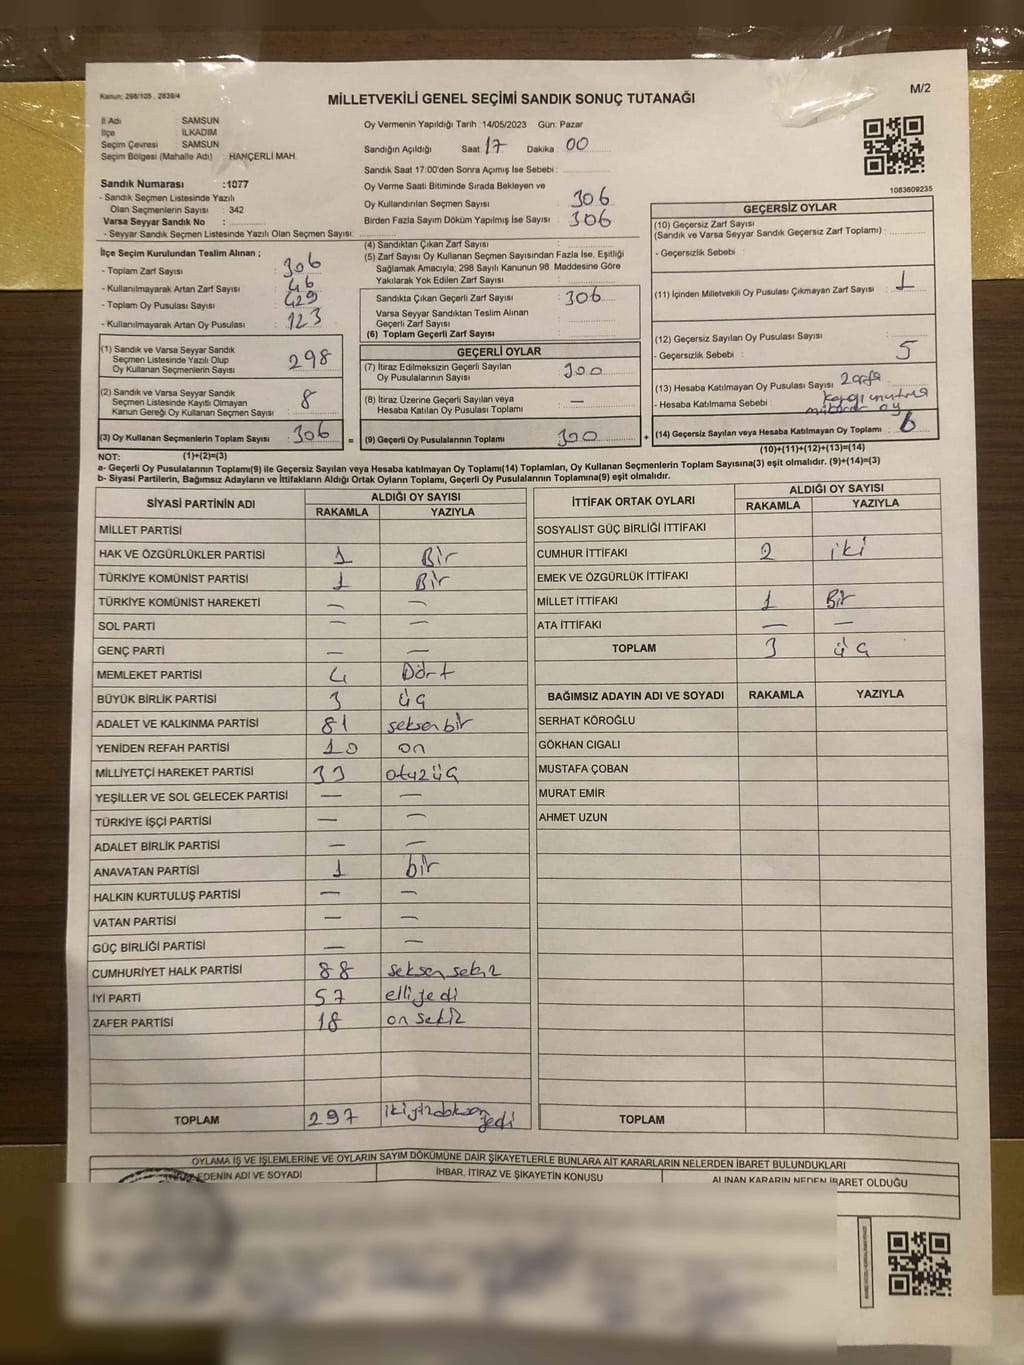 Kanun: 298/105 , 2839/4
M/2
MİLLETVEKİLİ GENEL SEÇİMİ SANDIK SONUÇ TUTANAĞI
İl Adı : SAMSUN
İlçe : İLKADIM
Seçim Çevresi : SAMSUN
Seçim Bölgesi (Mahalle Adı) : HANÇERLİ MAH
Sandık Numarası :1077
- Sandık Seçmen Listesinde Yazılı
Olan Seçmenlerin Sayısı : 342
Varsa Seyyar Sandık No :
- Seyyar Sandık Seçmen Listesinde Yazılı Olan Seçmen Sayısı:
Oy Vermenin Yapıldığı Tarih :14/05/2023 Gün: Pazar
Sandığın Açıldığı Saat 17 Dakika: 00
Sandık Saat 17:00'den Sonra Açımış İse Sebebi :
Oy Verme Saati Bitiminde Sırada Bekleyen ve
Oy Kullandırılan Seçmen Sayısı 306
Birden Fazla Sayım Döküm Yapılmış İse Sayısı : 306
1083609235
İlçe Seçim Kurulundan Teslim Alınan ;
- Toplam Zarf Sayısı : 306
- Kullanılmayarak Artan Zarf Sayısı : 46
- Toplam Oy Pusulası Sayısı : 429
- Kullanılmayarak Artan Oy Pusulası : 123
(1) Sandık ve Varsa Seyyar Sandık
Seçmen Listesinde Yazılı Olup
Oy Kullanan Seçmenlerin Sayısı : 298
(2) Sandık ve Varsa Seyyar Sandık
Seçmen Listesinde Kayıtlı Olmayan
Kanun Gereği Oy Kullanan Seçmen Sayısı : 8
(3) Oy Kullanan Seçmenlerin Toplam Sayısı : 306 =
(4) Sandıktan Çıkan Zarf Sayısı :
(5) Zarf Sayısı Oy Kullanan Seçmen Sayısından Fazla İse, Eşitliği
Sağlamak Amacıyla; 298 Sayılı Kanunun 98. Maddesine Göre
Yakılarak Yok Edilen Zarf Sayısı :
Sandıkta Çıkan Geçerli Zarf Sayısı : 306
Varsa Seyyar Sandıktan Teslim Alınan
Geçerli Zarf Sayısı :
(6) Toplam Geçerli Zarf Sayısı :
GEÇERLİ OYLAR
(7) İtiraz Edilmeksizin Geçerli Sayılan
Oy Pusulalarının Sayısı : 300
(8) İtiraz Üzerine Geçerli Sayılan veya
Hesaba Katılan Oy Pusulası Toplamı : —
(9) Geçerli Oy Pusulalarının Toplamı : 300 +
GEÇERSİZ OYLAR
(10) Geçersiz Zarf Sayısı
(Sandık ve Varsa Seyyar Sandık Geçersiz Zarf Toplamı) :
- Geçersizlik Sebebi
(11) İçinden Milletvekili Oy Pusulası Çıkmayan Zarf Sayısı : 1
(12) Geçersiz Sayılan Oy Pusulası Sayısı :
- Geçersizlik Sebebi : 5
(13) Hesaba Katılmayan Oy Pusulası Sayısı
- Hesaba Katılmama Sebebi : oy
(14) Geçersiz Sayılan veya Hesaba Katılmayan Oy Toplamı : 6
(10)+(11)+(12)+(13)=(14)
NOT: (1)+(2)=(3)
a- Geçerli Oy Pusulalarının Toplamı(9) ile Geçersiz Sayılan veya Hesaba katılmayan Oy Toplamı(14) Toplamları, Oy Kullanan Seçmenlerin Toplam Sayısına(3) eşit olmalıdır. (9)+(14)=(3)
b- Siyasi Partilerin, Bağımsız Adayların ve İttifakların Aldığı Oy Sayıları Toplamı, Geçerli Oy Pusulalarının Toplamına(9) eşit olmalıdır.
SİYASİ PARTİNİN ADI ALDIĞI OY SAYISI
RAKAMLA YAZIYLA
MİLLET PARTİSİ
HAK VE ÖZGÜRLÜKLER PARTİSİ 1 Bir
TÜRKİYE KOMÜNİST PARTİSİ 1 Bir
TÜRKİYE KOMÜNİST HAREKETİ — —
SOL PARTİ — —
GENÇ PARTİ — —
MEMLEKET PARTİSİ 4 Dört
BÜYÜK BİRLİK PARTİSİ 3 üç
ADALET VE KALKINMA PARTİSİ 81 seksenbir
YENİDEN REFAH PARTİSİ 10 on
MİLLİYETÇİ HAREKET PARTİSİ 33 otuzüç
YEŞİLLER VE SOL GELECEK PARTİSİ — —
TÜRKİYE İŞÇİ PARTİSİ — —
ADALET BİRLİK PARTİSİ — —
ANAVATAN PARTİSİ 1 bir
HALKIN KURTULUŞ PARTİSİ — —
VATAN PARTİSİ — —
GÜÇ BİRLİĞİ PARTİSİ — —
CUMHURİYET HALK PARTİSİ 88 seksen sekiz
İYİ PARTİ 57 elli yedi
ZAFER PARTİSİ 18 on sekiz
TOPLAM 297 ikiyüzdoksan yedi
İTTİFAK ORTAK OYLARI ALDIĞI OY SAYISI
RAKAMLA YAZIYLA
SOSYALİST GÜÇ BİRLİĞİ İTTİFAKI
CUMHUR İTTİFAKI 2 iki
EMEK VE ÖZGÜRLÜK İTTİFAKI
MİLLET İTTİFAKI 1 Bir
ATA İTTİFAKI — —
TOPLAM 3 üç
BAĞIMSIZ ADAYIN ADI VE SOYADI RAKAMLA YAZIYLA
SERHAT KÖROĞLU
GÖKHAN CIGALI
MUSTAFA ÇOBAN
MURAT EMİR
AHMET UZUN
TOPLAM
OYLAMA İŞ VE İŞLEMLERİNE VE OYLARIN SAYIM DÖKÜMÜNE DAİR ŞİKAYETLERLE BUNLARA AİT KARARLARIN NELERDEN İBARET BULUNDUKLARI
EDENİN ADI VE SOYADI İHBAR, İTİRAZ VE ŞİKAYETİN KONUSU ALINAN KARARIN NEDEN İBARET OLDUĞU